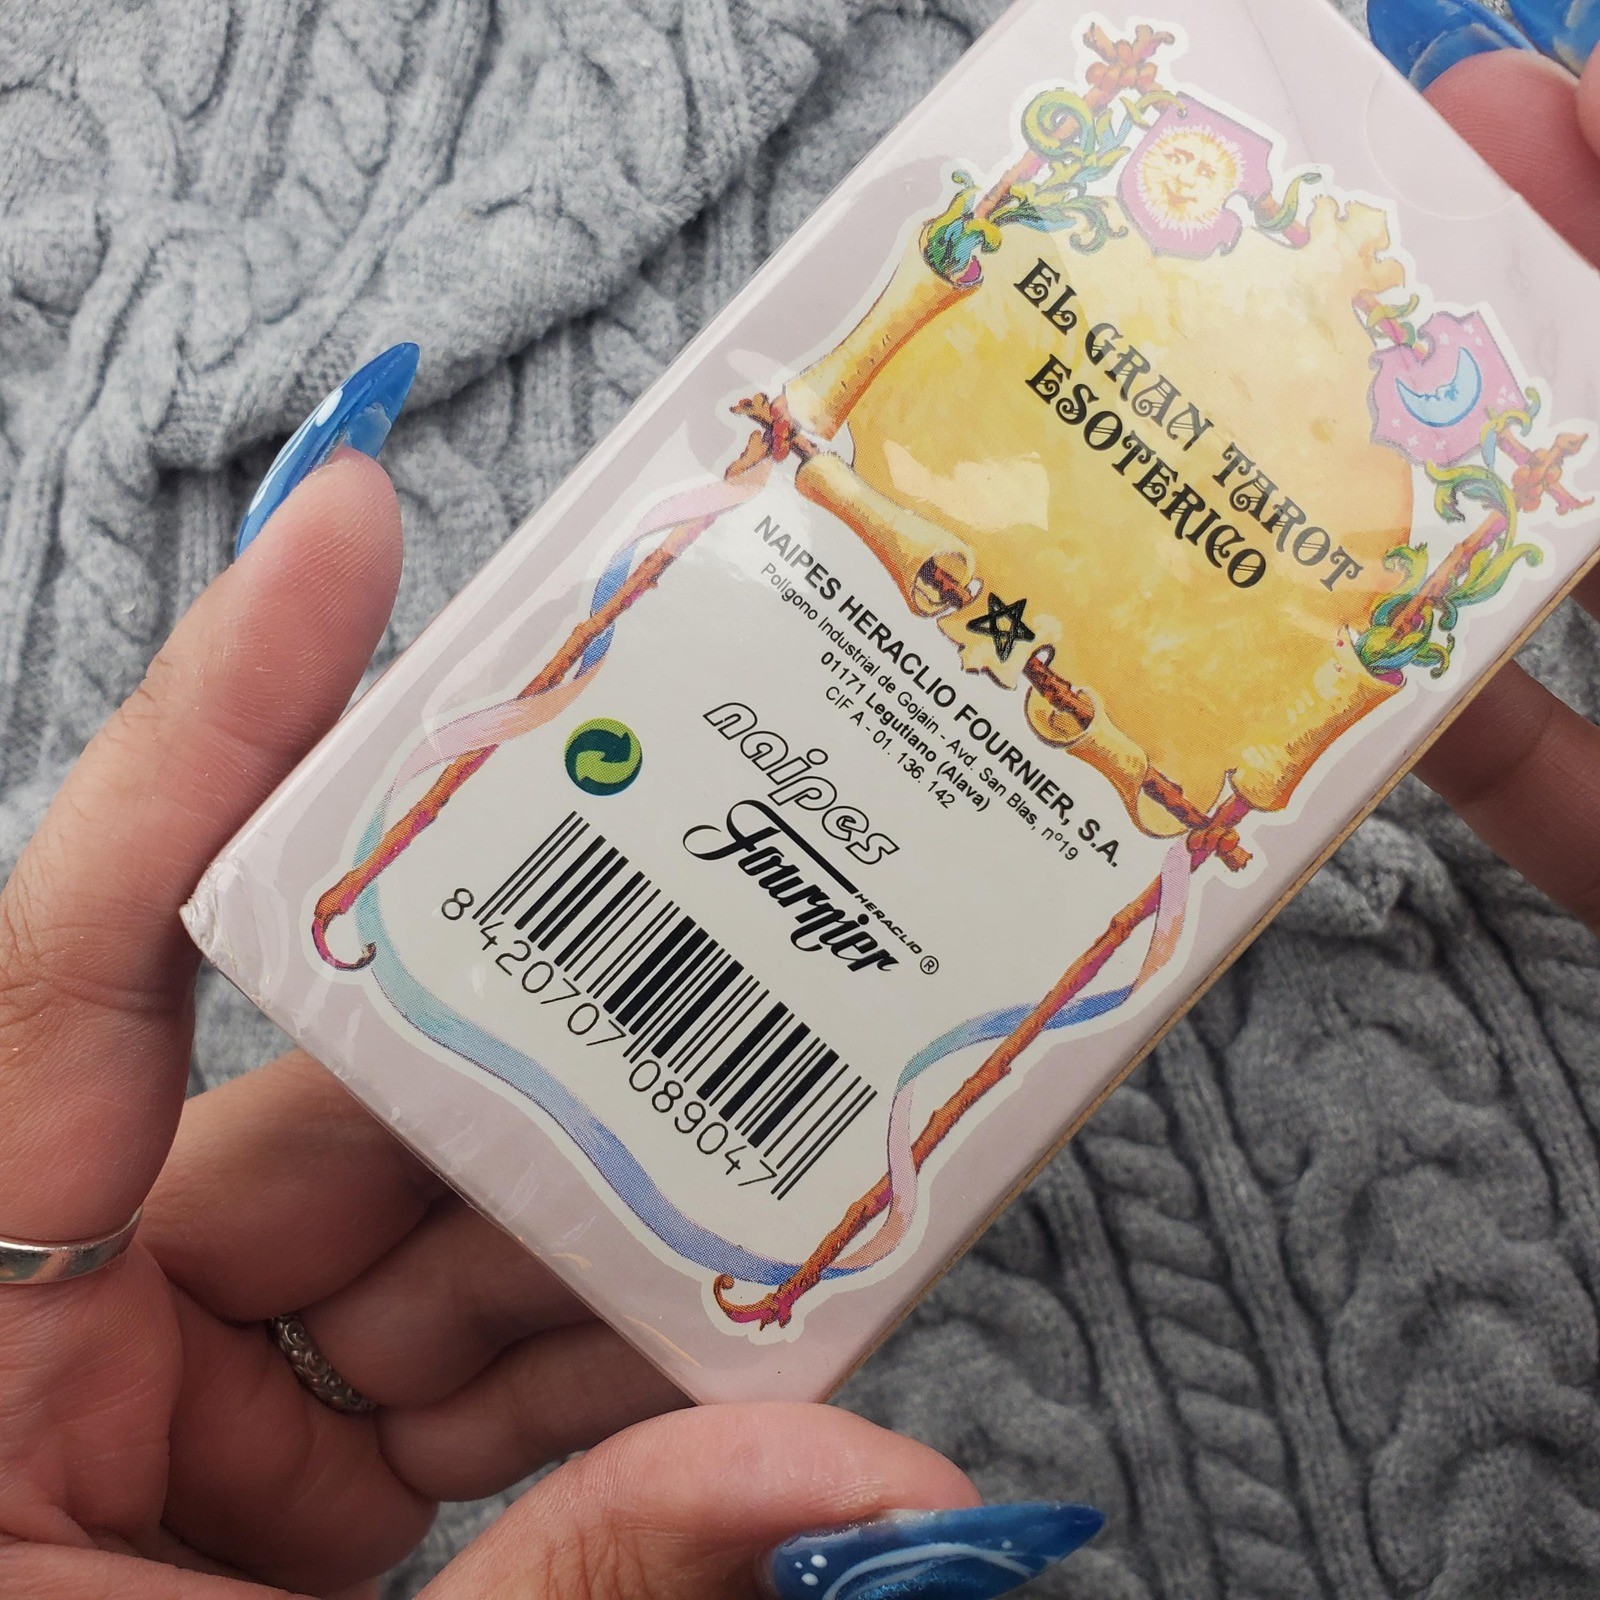 EL GRAN TAROT
ESOTERICO
NAIPES HERACLIO FOURNIER, S.A.
Polígono Industrial de Gojain - Avd. San Blas, nº19
01171 Legutiano (Alava)
CIF A - 01. 136. 142
naipes
Fournier
HERACLIO ®
8 420707 089047